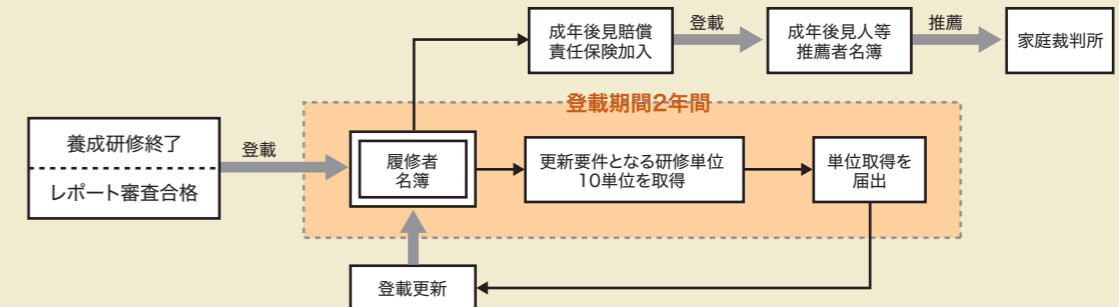 成年後見賠償
責任保険加入
登載
成年後見人等
推薦者名簿
推薦
家庭裁判所
登載期間2年間
養成研修終了
レポート審査合格
登載
履修者
名簿
更新要件となる研修単位
10単位を取得
単位取得を
届出
登載更新